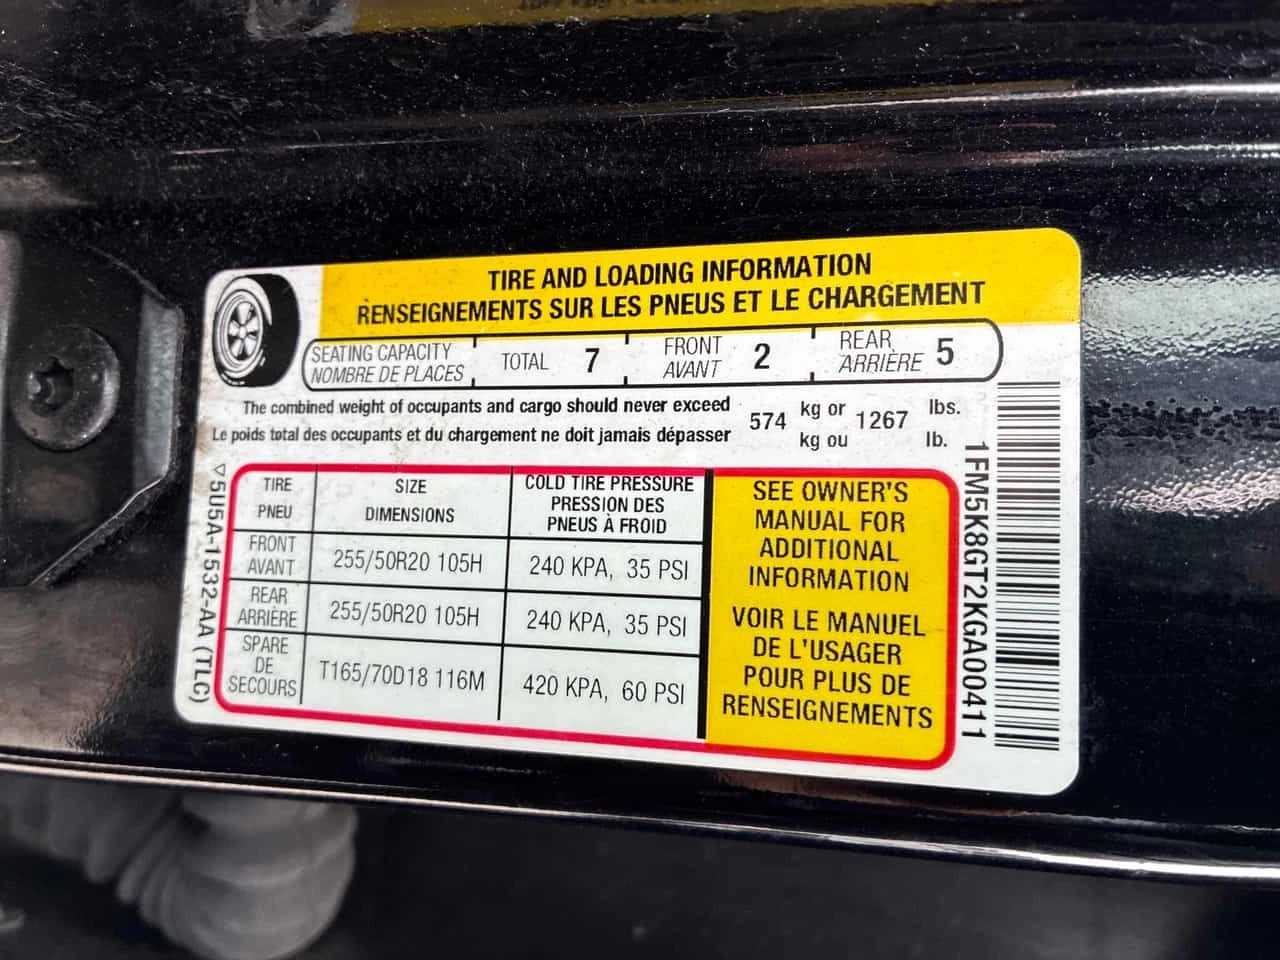 TIRE AND LOADING INFORMATION
RENSEIGNEMENTS SUR LES PNEUS ET LE CHARGEMENT
SEATING CAPACITY TOTAL 7 FRONT 2 REAR 5
NOMBRE DE PLACES AVANT ARRIÈRE
The combined weight of occupants and cargo should never exceed 574 kg or 1267 lbs.
Le poids total des occupants et du chargement ne doit jamais dépasser kg ou lb.
TIRE SIZE COLD TIRE PRESSURE
PNEU DIMENSIONS PRESSION DES
PNEUS À FROID
FRONT
AVANT 255/50R20 105H 240 KPA, 35 PSI
REAR
ARRIÈRE 255/50R20 105H 240 KPA, 35 PSI
SPARE
DE
SECOURS T165/70D18 116M 420 KPA, 60 PSI
SEE OWNER'S
MANUAL FOR
ADDITIONAL
INFORMATION
VOIR LE MANUEL
DE L'USAGER
POUR PLUS DE
RENSEIGNEMENTS
5U5A-1532-AA (TLC)
1FM5K8GT2KGA00411